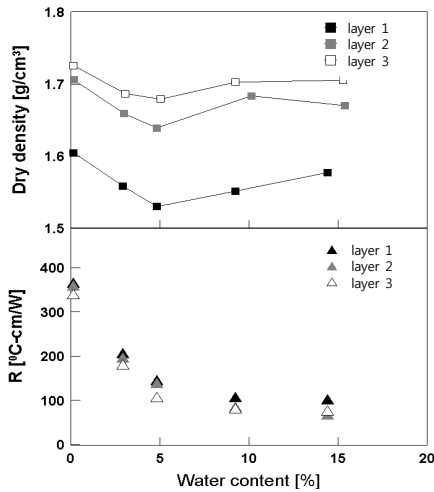 1.8
1.7
1.6
1.5
Dry density [g/cm³]
layer 1
layer 2
layer 3
400
300
200
100
0
R [⁰C-cm/W]
layer 1
layer 2
layer 3
0
5
10
15
20
Water content [%]